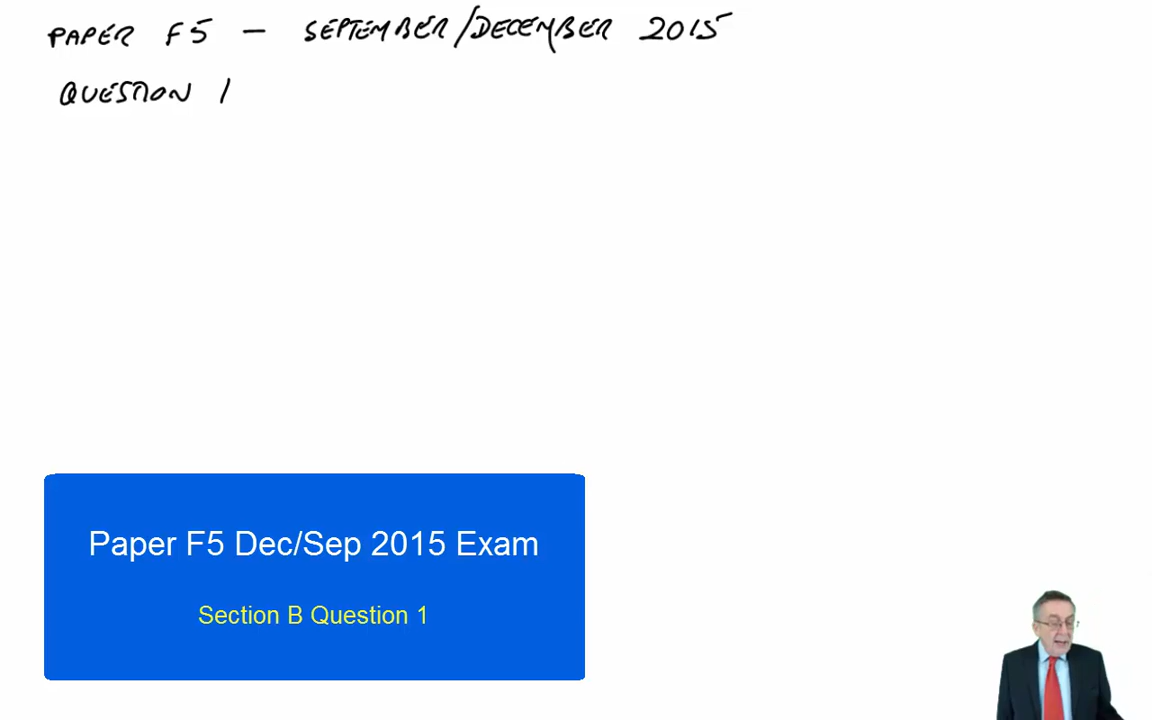 PAPER F5 - SEPTEMBER/DECEMBER 2015
QUESTION 1
Paper F5 Dec/Sep 2015 Exam
Section B Question 1